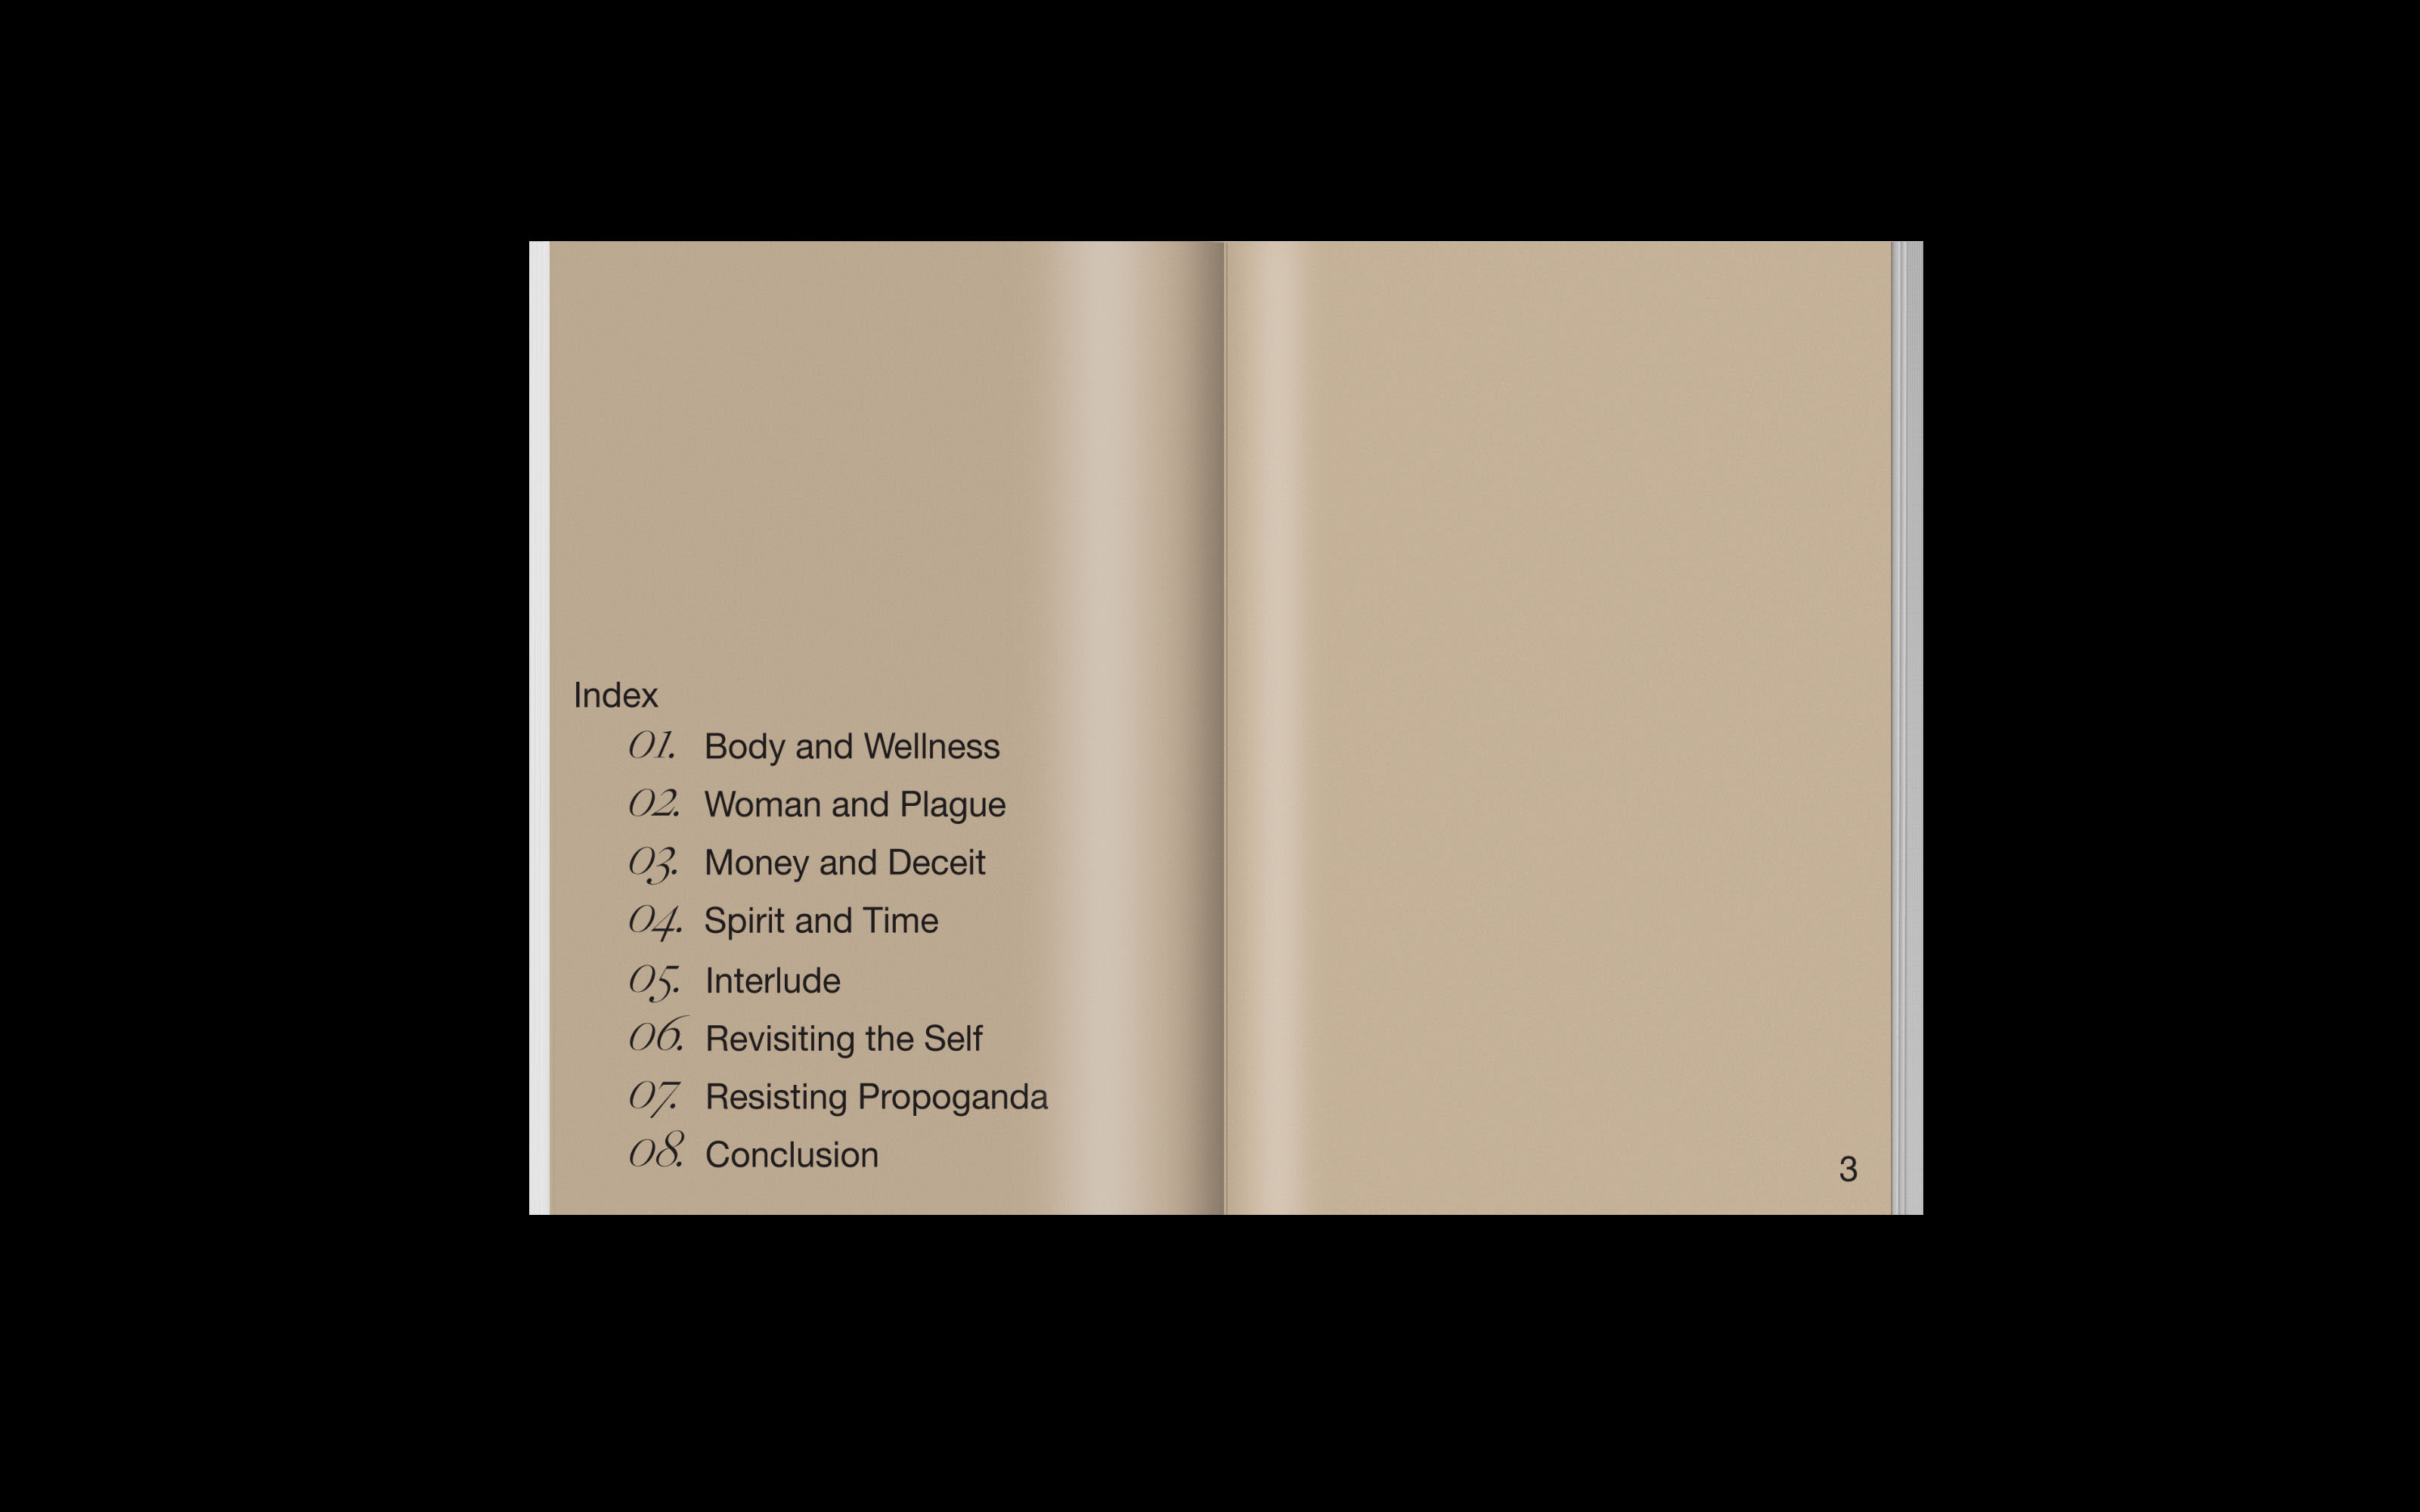 Index
01. Body and Wellness
02. Woman and Plague
03. Money and Deceit
04. Spirit and Time
05. Interlude
06. Revisiting the Self
07. Resisting Propoganda
08. Conclusion
3